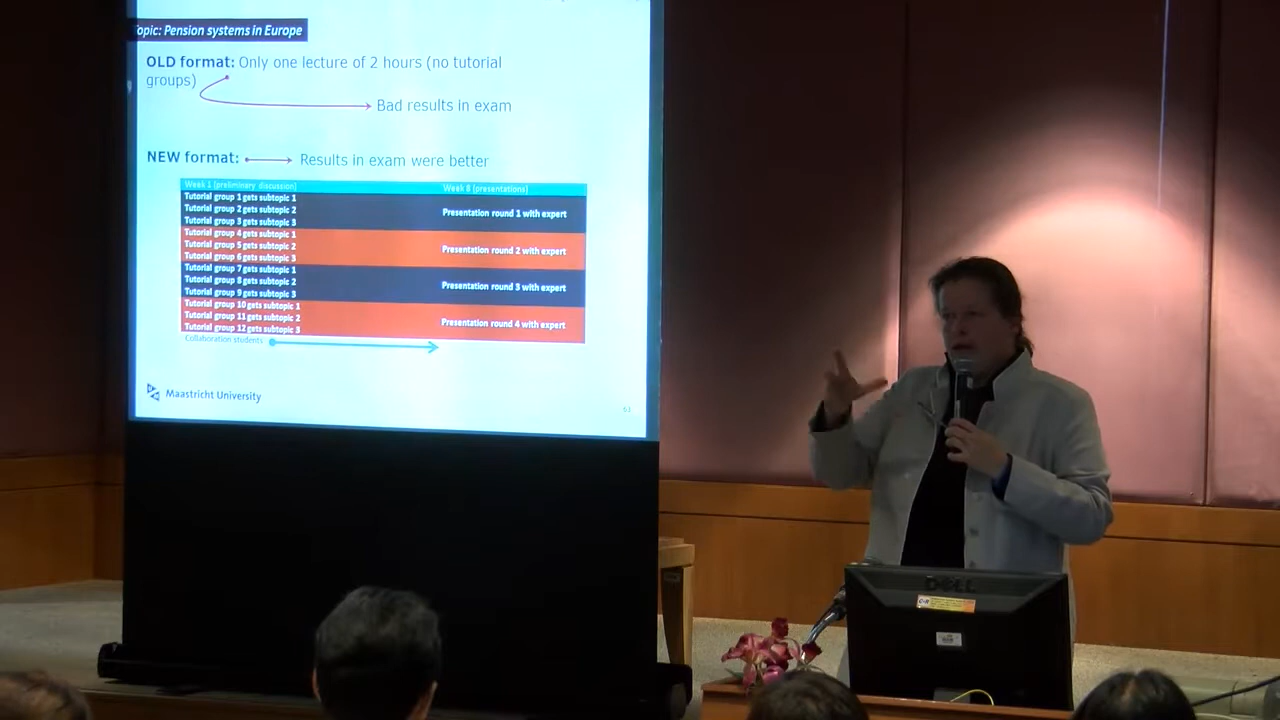 opic: Pension systems in Europe
OLD format: Only one lecture of 2 hours (no tutorial
groups)
Bad results in exam
NEW format:
Results in exam were better
Week 1 (preliminary discussion)
Week 8 (presentations)
Tutorial group 1 gets subtopic 1
Tutorial group 2 gets subtopic 2
Tutorial group 3 gets subtopic 3
Presentation round 1 with expert
Tutorial group 4 gets subtopic 1
Tutorial group 5 gets subtopic 2
Tutorial group 6 gets subtopic 3
Presentation round 2 with expert
Tutorial group 7 gets subtopic 1
Tutorial group 8 gets subtopic 2
Tutorial group 9 gets subtopic 3
Presentation round 3 with expert
Tutorial group 10 gets subtopic 1
Tutorial group 11 gets subtopic 2
Tutorial group 12 gets subtopic 3
Presentation round 4 with expert
Collaboration students
Maastricht University
61
DELL